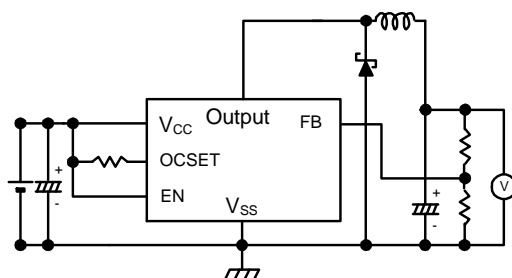 Output
VCC
FB
OCSET
EN
VSS
+
-
+
-
V